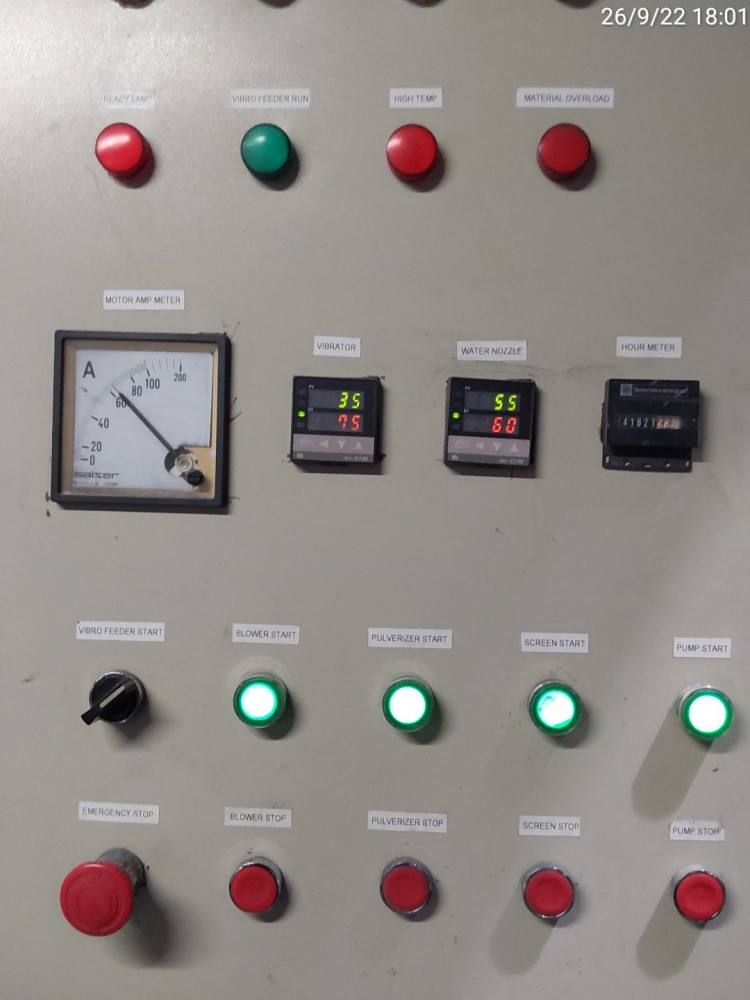 26/9/22 18:01
READY LAMP
VIBRO FEEDER RUN
HIGH TEMP
MATERIAL OVERLOAD
MOTOR AMP METER
VIBRATOR
WATER NOZZLE
HOUR METER
A
0
20
40
60
80
100
200
salzer
35
75
55
60
VIBRO FEEDER START
BLOWER START
PULVERIZER START
SCREEN START
PUMP START
EMERGENCY STOP
BLOWER STOP
PULVERIZER STOP
SCREEN STOP
PUMP STOP